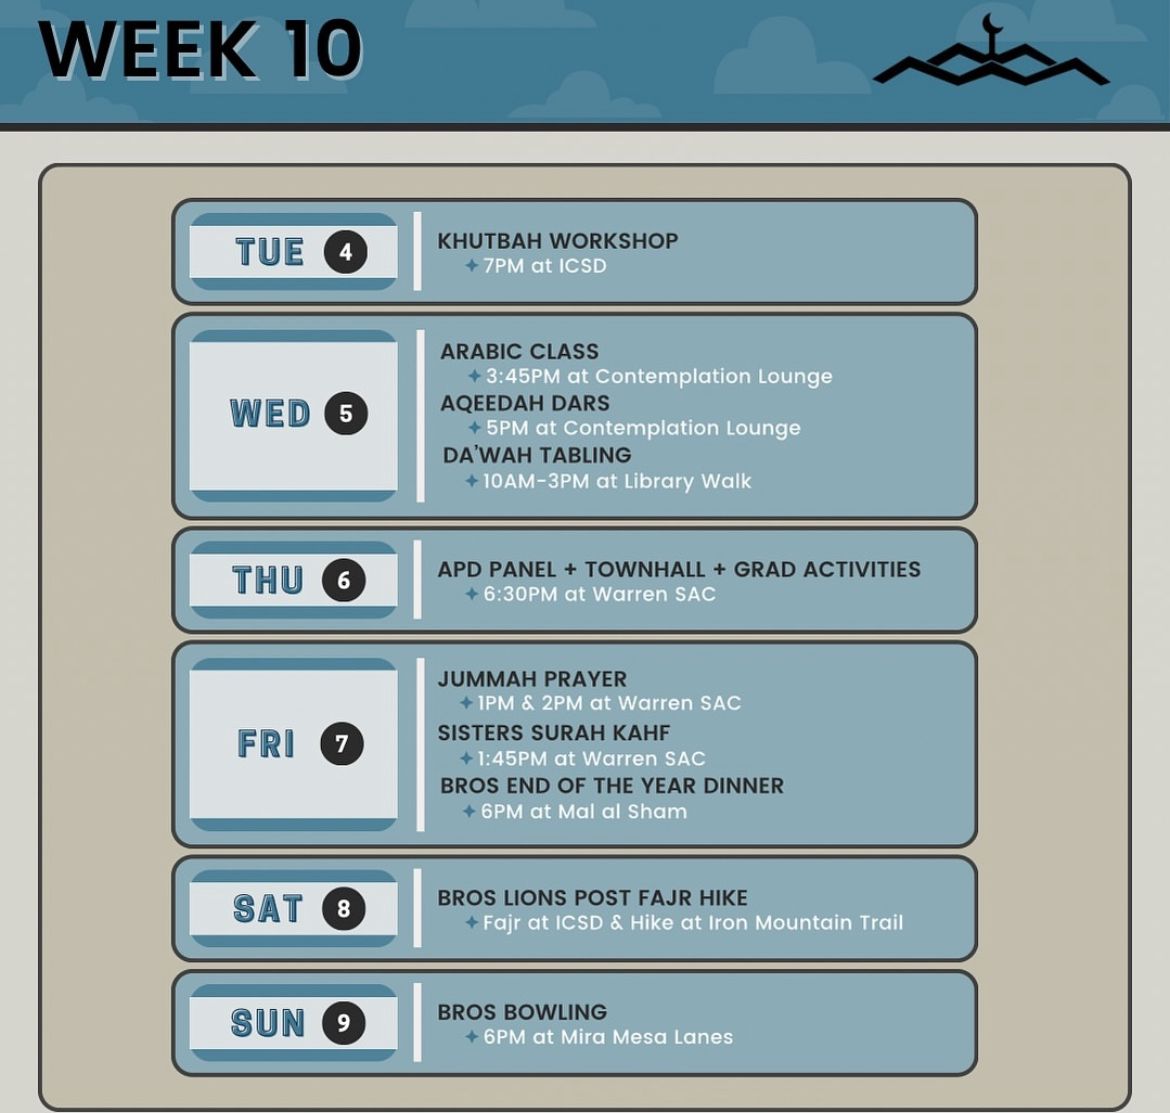 WEEK 10
TUE 4
KHUTBAH WORKSHOP
7PM at ICSD
WED 5
ARABIC CLASS
3:45PM at Contemplation Lounge
AQEEDAH DARS
5PM at Contemplation Lounge
DA'WAH TABLING
10AM-3PM at Library Walk
THU 6
APD PANEL + TOWNHALL + GRAD ACTIVITIES
6:30PM at Warren SAC
FRI 7
JUMMAH PRAYER
1PM & 2PM at Warren SAC
SISTERS SURAH KAHF
1:45PM at Warren SAC
BROS END OF THE YEAR DINNER
6PM at Mal al Sham
SAT 8
BROS LIONS POST FAJR HIKE
Fajr at ICSD & Hike at Iron Mountain Trail
SUN 9
BROS BOWLING
6PM at Mira Mesa Lanes